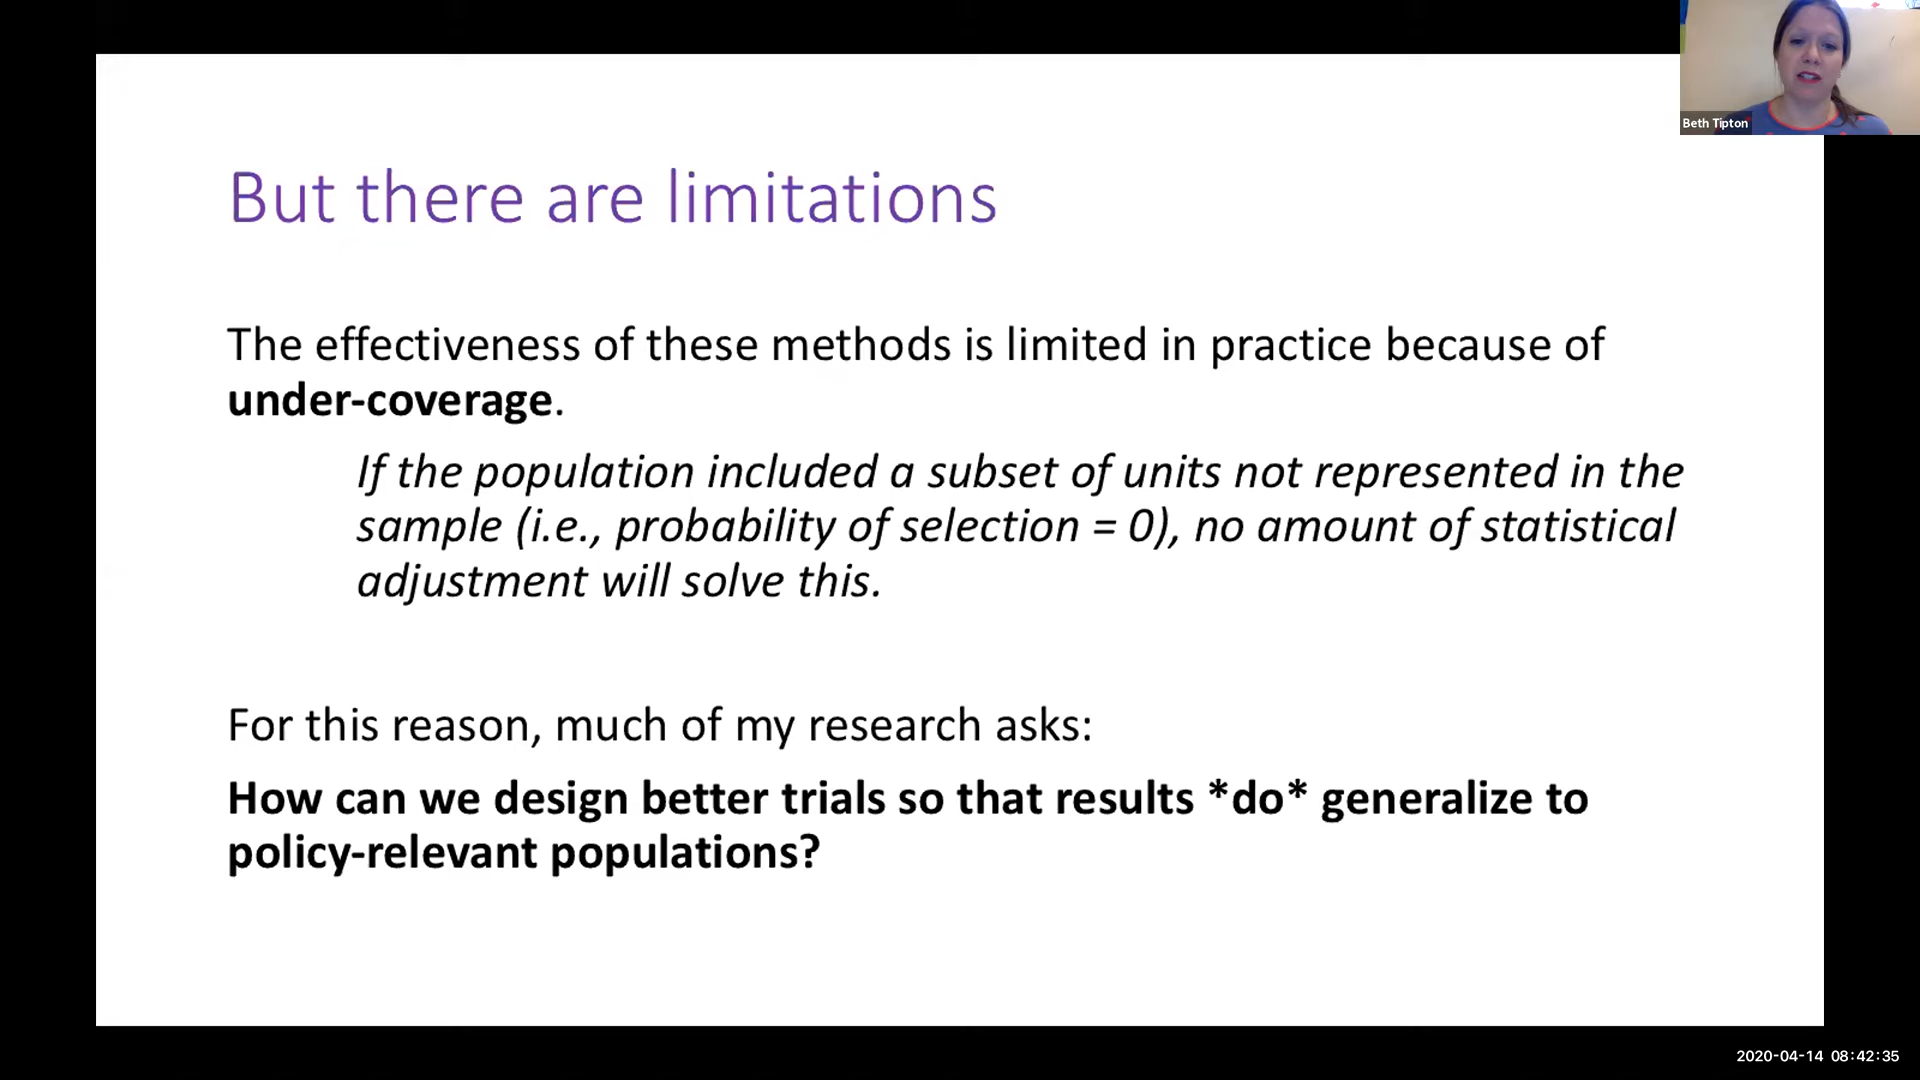 Beth Tipton
But there are limitations
The effectiveness of these methods is limited in practice because of
under-coverage.
If the population included a subset of units not represented in the
sample (i.e., probability of selection = 0), no amount of statistical
adjustment will solve this.
For this reason, much of my research asks:
How can we design better trials so that results *do* generalize to
policy-relevant populations?
2020-04-14 08:42:35